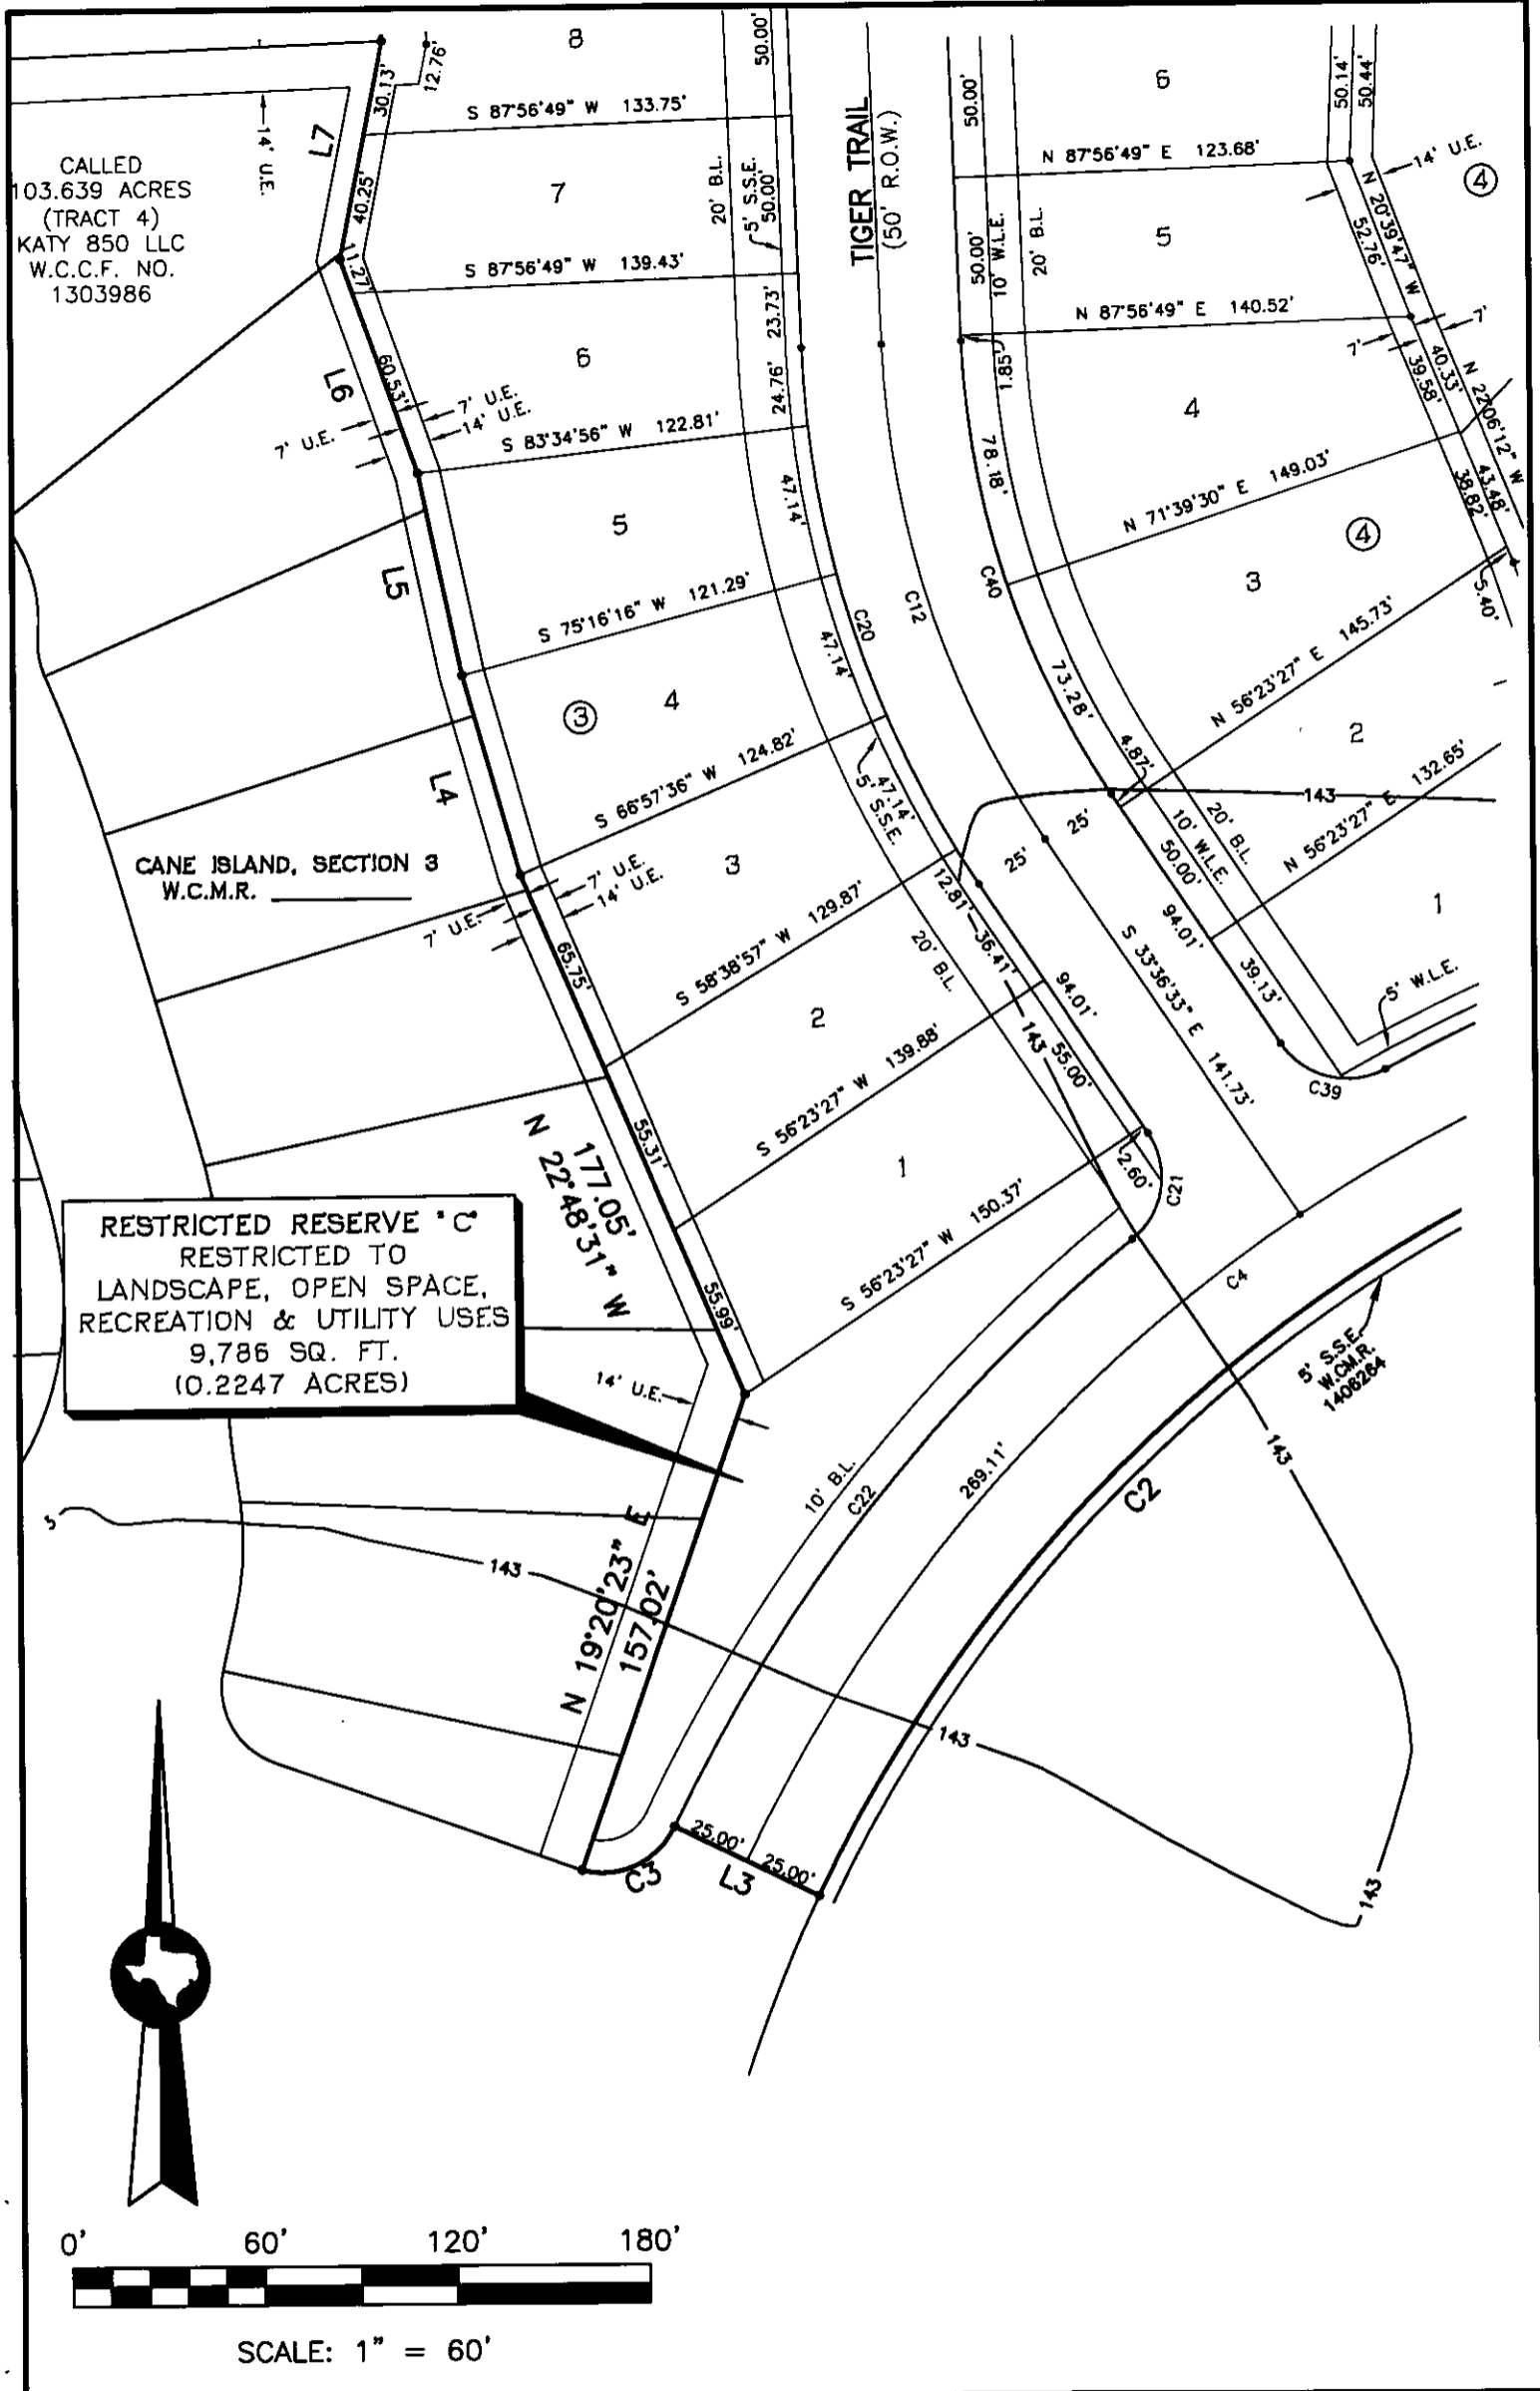 8
50.00'
12.76'
30.13'
S 87°56'49" W 133.75'
L7
14' U.E.
CALLED
103.639 ACRES
(TRACT 4)
KATY 850 LLC
W.C.C.F. NO.
1303986
40.25'
11.27'
7
20' B.L.
5' S.S.E.
50.00'
S 87°56'49" W 139.43'
TIGER TRAIL
(50' R.O.W.)
50.00'
6
50.14'
50.44'
N 87°56'49" E 123.68'
14' U.E.
4
N 20°39'47" W
52.76'
5
50.00'
10' W.L.E.
20' B.L.
N 87°56'49" E 140.52'
7'
7'
6
23.73'
24.76'
1.85'
L6
60.53'
7' U.E.
14' U.E.
7' U.E.
S 83°34'56" W 122.81'
4
40.33'
39.58'
N 22°06'12" W
78.18'
N 71°39'30" E 149.03'
43.48'
38.82'
5
47.14'
4
3
5.40'
L5
S 75°16'16" W 121.29'
C20
C12
C40
47.14'
73.28'
N 56°23'27" E 145.73'
3
4
2
L4
S 66°57'36" W 124.82'
47.14'
5' S.S.E.
4.87'
143
N 56°23'27" E 132.65'
CANE ISLAND, SECTION 3
W.C.M.R.
3
7' U.E.
14' U.E.
7' U.E.
25'
25'
10' W.L.E.
20' B.L.
50.00'
1
65.75'
S 58°38'57" W 129.87'
12.81'
36.41'
20' B.L.
94.01'
94.01'
39.13'
S 33°36'33" E 141.73'
5' W.L.E.
C39
2
S 56°23'27" W 139.88'
143
55.00'
55.31'
177.05'
N 22°48'31" W
1
2.60'
C21
S 56°23'27" W 150.37'
RESTRICTED RESERVE "C"
RESTRICTED TO
LANDSCAPE, OPEN SPACE,
RECREATION & UTILITY USES
9,786 SQ. FT.
(0.2247 ACRES)
55.99'
14' U.E.
C4
5' S.S.E.
W.C.M.R.
1406264
10' B.L.
C22
269.11'
C2
143
143
N 19°20'23" E
157.02'
143
25.00'
25.00'
C3
L3
143
0' 60' 120' 180'
SCALE: 1" = 60'